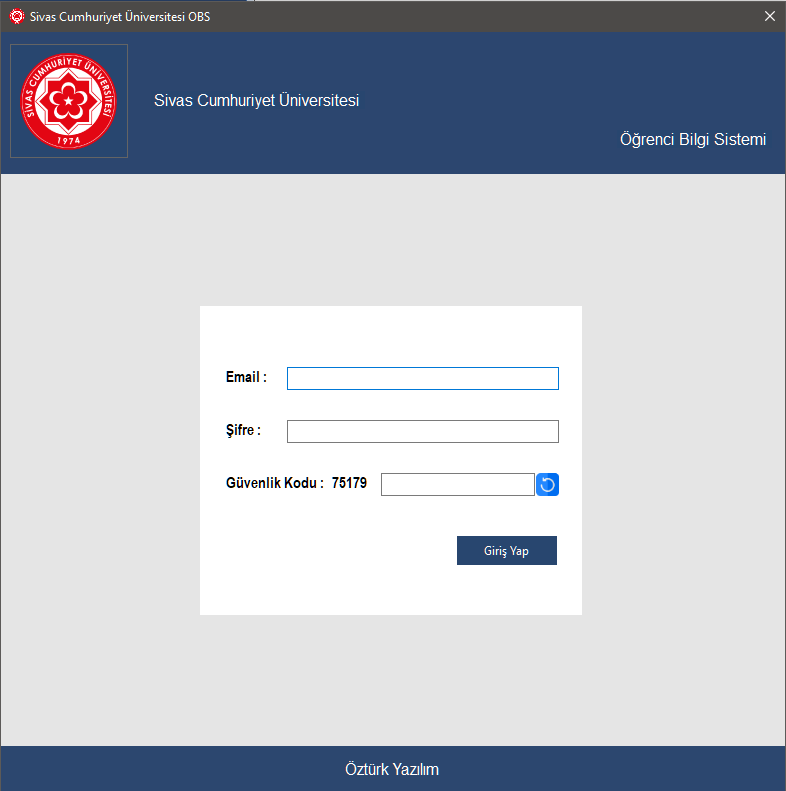 Sivas Cumhuriyet Üniversitesi OBS
SİVAS CUMHURİYET ÜNİVERSİTESİ
1974
Sivas Cumhuriyet Üniversitesi
Öğrenci Bilgi Sistemi
Email :
Şifre :
Güvenlik Kodu : 75179
Giriş Yap
Öztürk Yazılım